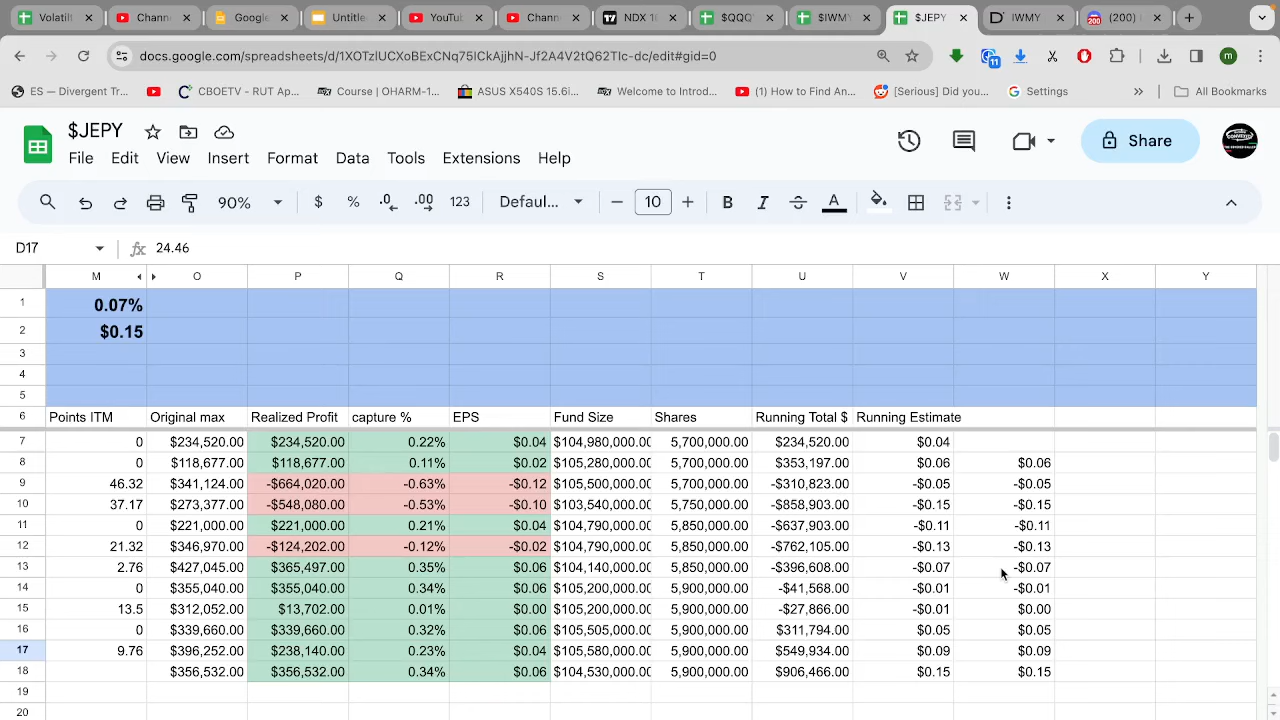 Volatil Chann Google Untitle YouTul Chann NDX 1 $QQQ $IWMY $JEPY IWMY (200)
docs.google.com/spreadsheets/d/1XOTzlUCXoBExCNq75ICkAjjhN-Jf2A4V2tQ62TIc-dc/edit#gid=0 11 m
ES — Divergent Tr... CBOETV - RUT Ap... Course | OHARM-1... ASUS X540S 15.6i... Welcome to Introd... (1) How to Find An... [Serious] Did you... Settings » All Bookmarks
$JEPY
File Edit View Insert Format Data Tools Extensions Help Share
90% $ % .0 .00 123 Defaul... − 10 + B I A
D17 fx 24.46
M O P Q R S T U V W X Y
1 0.07%
2 $0.15
3
4
5
6 Points ITM Original max Realized Profit capture % EPS Fund Size Shares Running Total $ Running Estimate
7 0 $234,520.00 $234,520.00 0.22% $0.04 $104,980,000.00 5,700,000.00 $234,520.00 $0.04
8 0 $118,677.00 $118,677.00 0.11% $0.02 $105,280,000.00 5,700,000.00 $353,197.00 $0.06 $0.06
9 46.32 $341,124.00 -$664,020.00 -0.63% -$0.12 $105,500,000.00 5,700,000.00 -$310,823.00 -$0.05 -$0.05
10 37.17 $273,377.00 -$548,080.00 -0.53% -$0.10 $103,540,000.00 5,750,000.00 -$858,903.00 -$0.15 -$0.15
11 0 $221,000.00 $221,000.00 0.21% $0.04 $104,790,000.00 5,850,000.00 -$637,903.00 -$0.11 -$0.11
12 21.32 $346,970.00 -$124,202.00 -0.12% -$0.02 $104,790,000.00 5,850,000.00 -$762,105.00 -$0.13 -$0.13
13 2.76 $427,045.00 $365,497.00 0.35% $0.06 $104,140,000.00 5,850,000.00 -$396,608.00 -$0.07 -$0.07
14 0 $355,040.00 $355,040.00 0.34% $0.06 $105,200,000.00 5,900,000.00 -$41,568.00 -$0.01 -$0.01
15 13.5 $312,052.00 $13,702.00 0.01% $0.00 $105,200,000.00 5,900,000.00 -$27,866.00 -$0.01 $0.00
16 0 $339,660.00 $339,660.00 0.32% $0.06 $105,505,000.00 5,900,000.00 $311,794.00 $0.05 $0.05
17 9.76 $396,252.00 $238,140.00 0.23% $0.04 $105,580,000.00 5,900,000.00 $549,934.00 $0.09 $0.09
18 $356,532.00 $356,532.00 0.34% $0.06 $104,530,000.00 5,900,000.00 $906,466.00 $0.15 $0.15
19
20